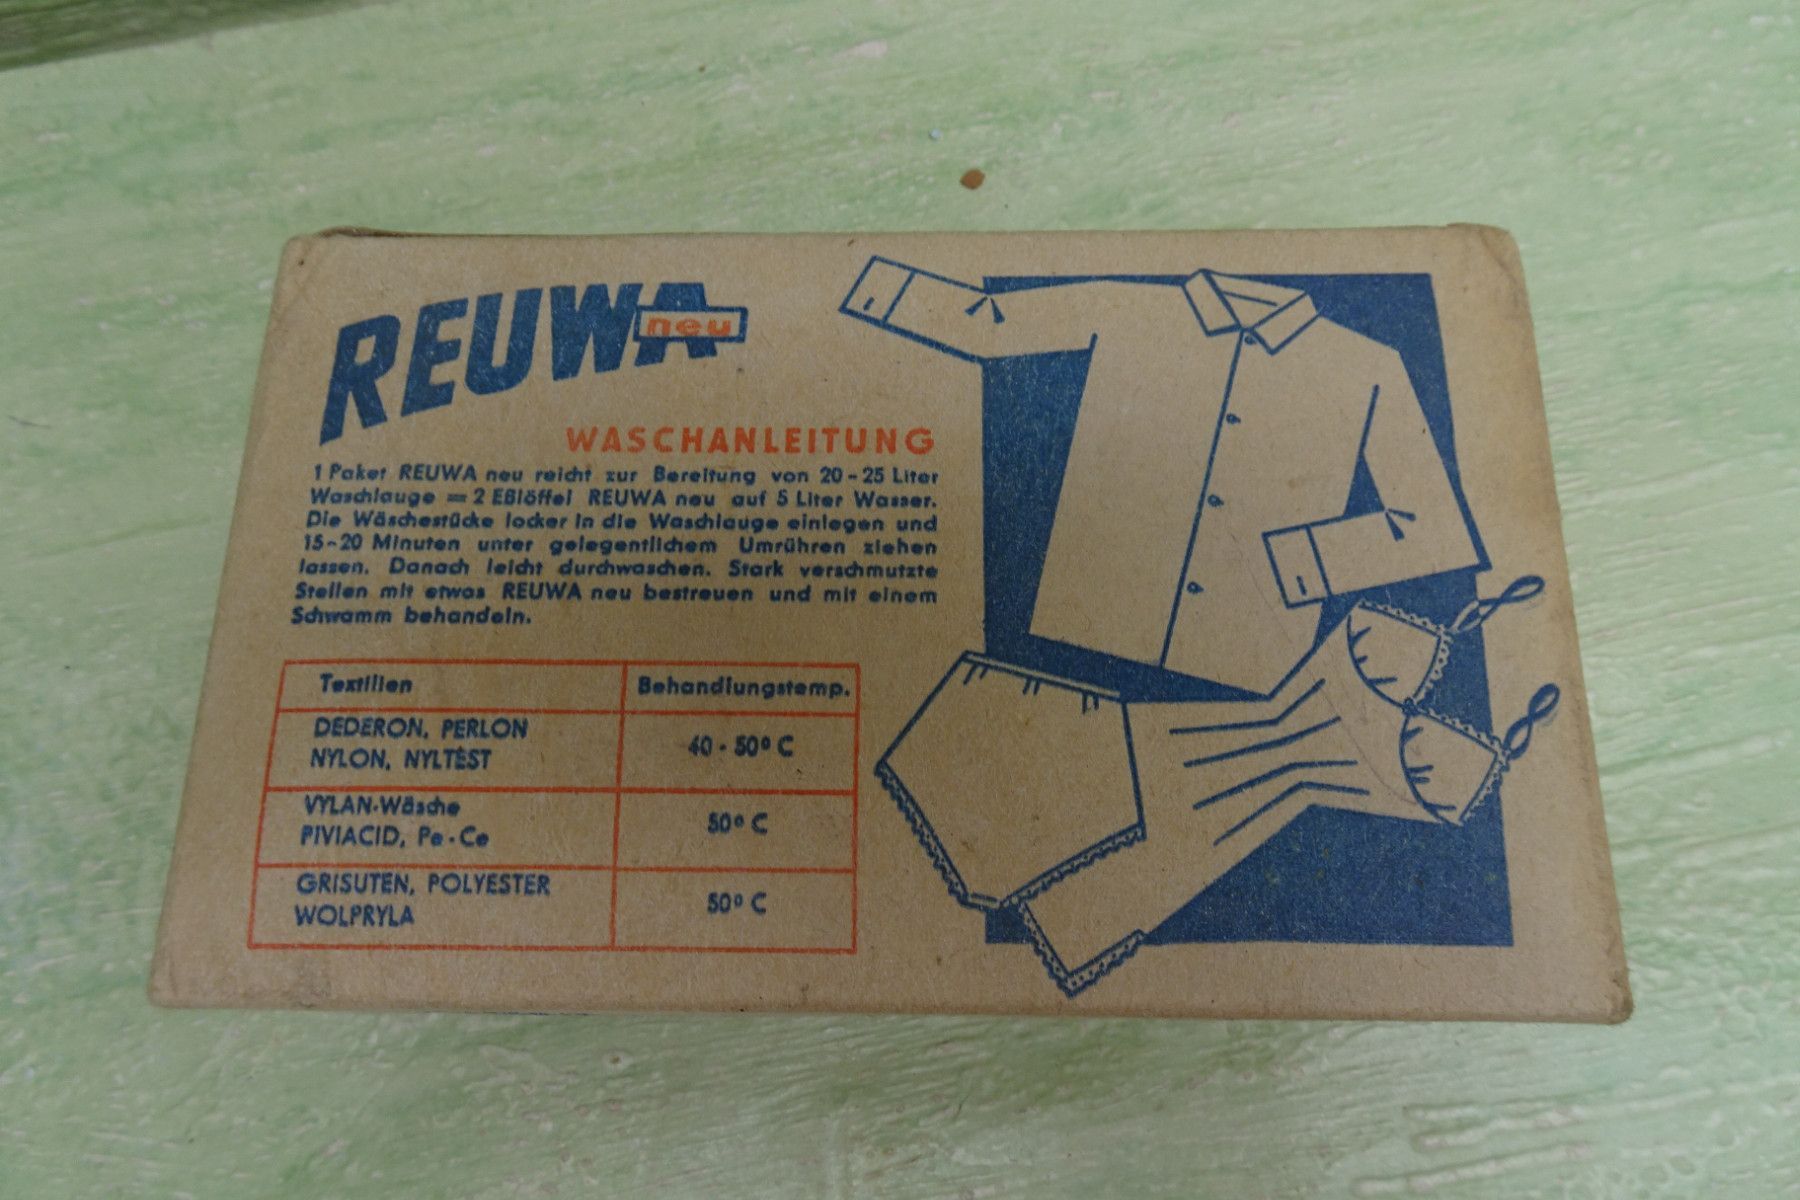 REUWA
neu
WASCHANLEITUNG
1 Paket REUWA neu reicht zur Bereitung von 20-25 Liter
Waschlauge = 2 Eßlöffel REUWA neu auf 5 Liter Wasser.
Die Wäschestücke locker in die Waschlauge einlegen und
15-20 Minuten unter gelegentlichem Umrühren ziehen
lassen. Danach leicht durchwaschen. Stark verschmutzte
Stellen mit etwas REUWA neu bestreuen und mit einem
Schwamm behandeln.
Textilien Behandlungstemp.
DEDERON, PERLON
NYLON, NYLTEST 40-50° C
VYLAN-Wäsche
PIVIACID, Pe-Ce 50° C
GRISUTEN, POLYESTER
WOLPRYLA 50° C